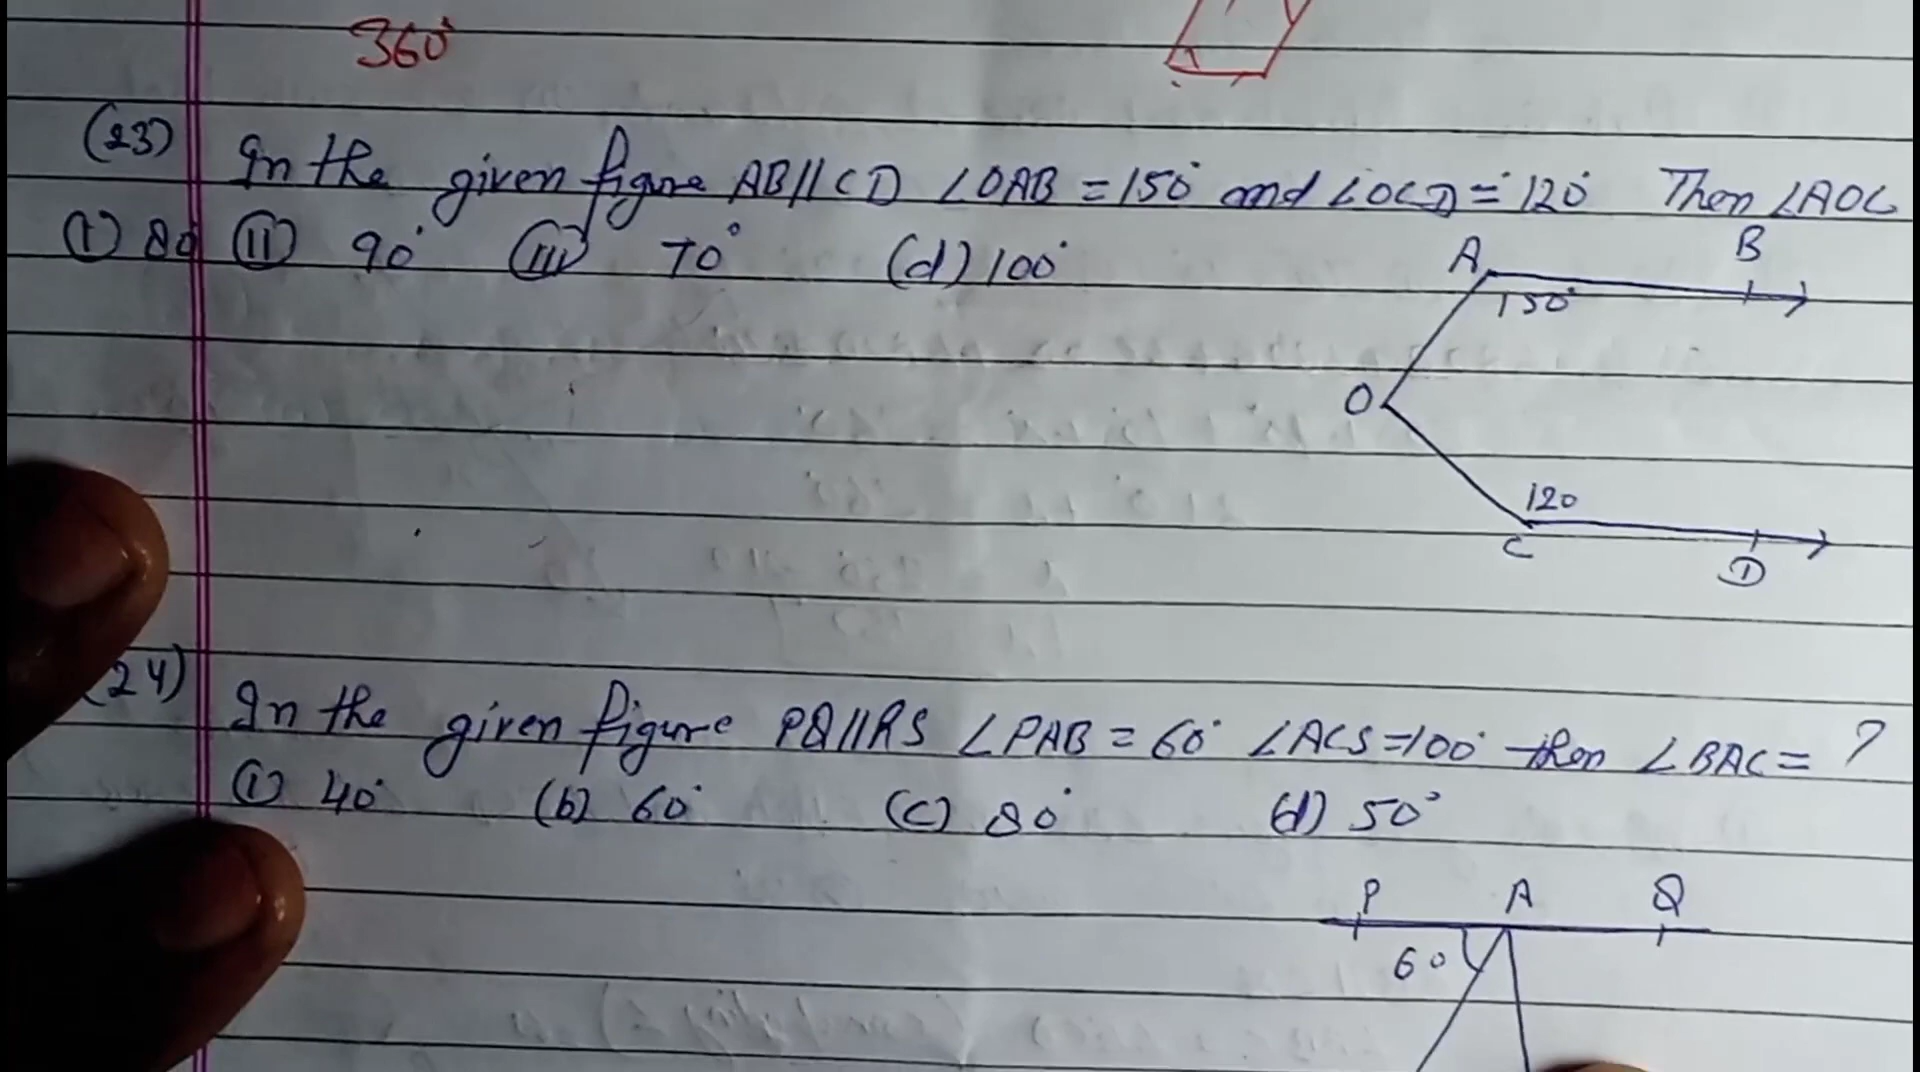 360°
(23) In the given figure AB//CD ∠OAB = 150° and ∠OCD = 120° Then ∠AOC
(i) 80 (ii) 90° (iii) 70° (d) 100°
A B
150°
O
120
C D
(24) In the given figure PQ//RS ∠PAB = 60° ∠ACS = 100° then ∠BAC = ?
(i) 40° (b) 60° (c) 80° (d) 50°
P A Q
60